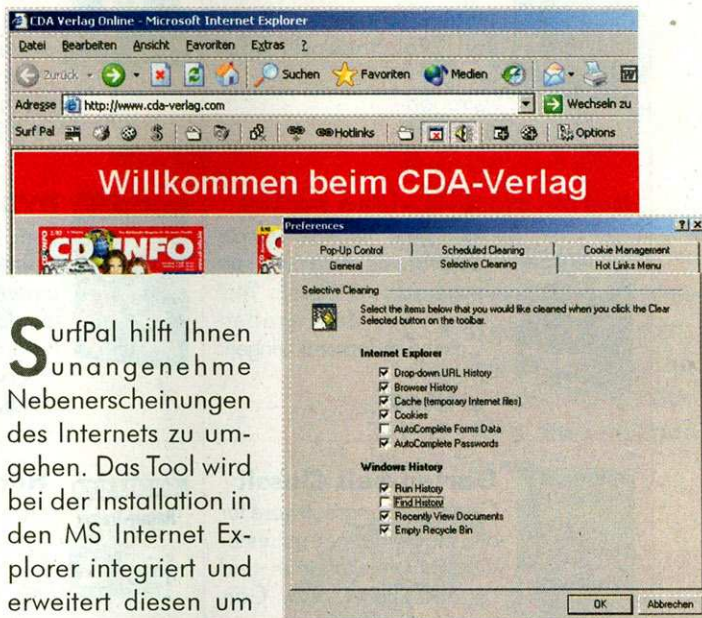 CDA Verlag Online - Microsoft Internet Explorer
Datei Bearbeiten Ansicht Favoriten Extras ?
Zurück Suchen Favoriten Medien
Adresse http://www.cda-verlag.com Wechseln zu
Surf Pal Hotlinks Options
Willkommen beim CDA-Verlag
CD INFO
Preferences
Pop-Up Control Scheduled Cleaning Cookie Management
General Selective Cleaning Hot Links Menu
Selective Cleaning
Select the items below that you would like cleaned when you click the Clear
Selected button on the toolbar.
Internet Explorer
Drop-down URL History
Browser History
Cache (temporary Internet files)
Cookies
AutoComplete Forms Data
AutoComplete Passwords
Windows History
Run History
Find History
Recently View Documents
Empty Recycle Bin
OK Abbrechen
SurfPal hilft Ihnen
unangenehme
Nebenerscheinungen
des Internets zu um-
gehen. Das Tool wird
bei der Installation in
den MS Internet Ex-
plorer integriert und
erweitert diesen um